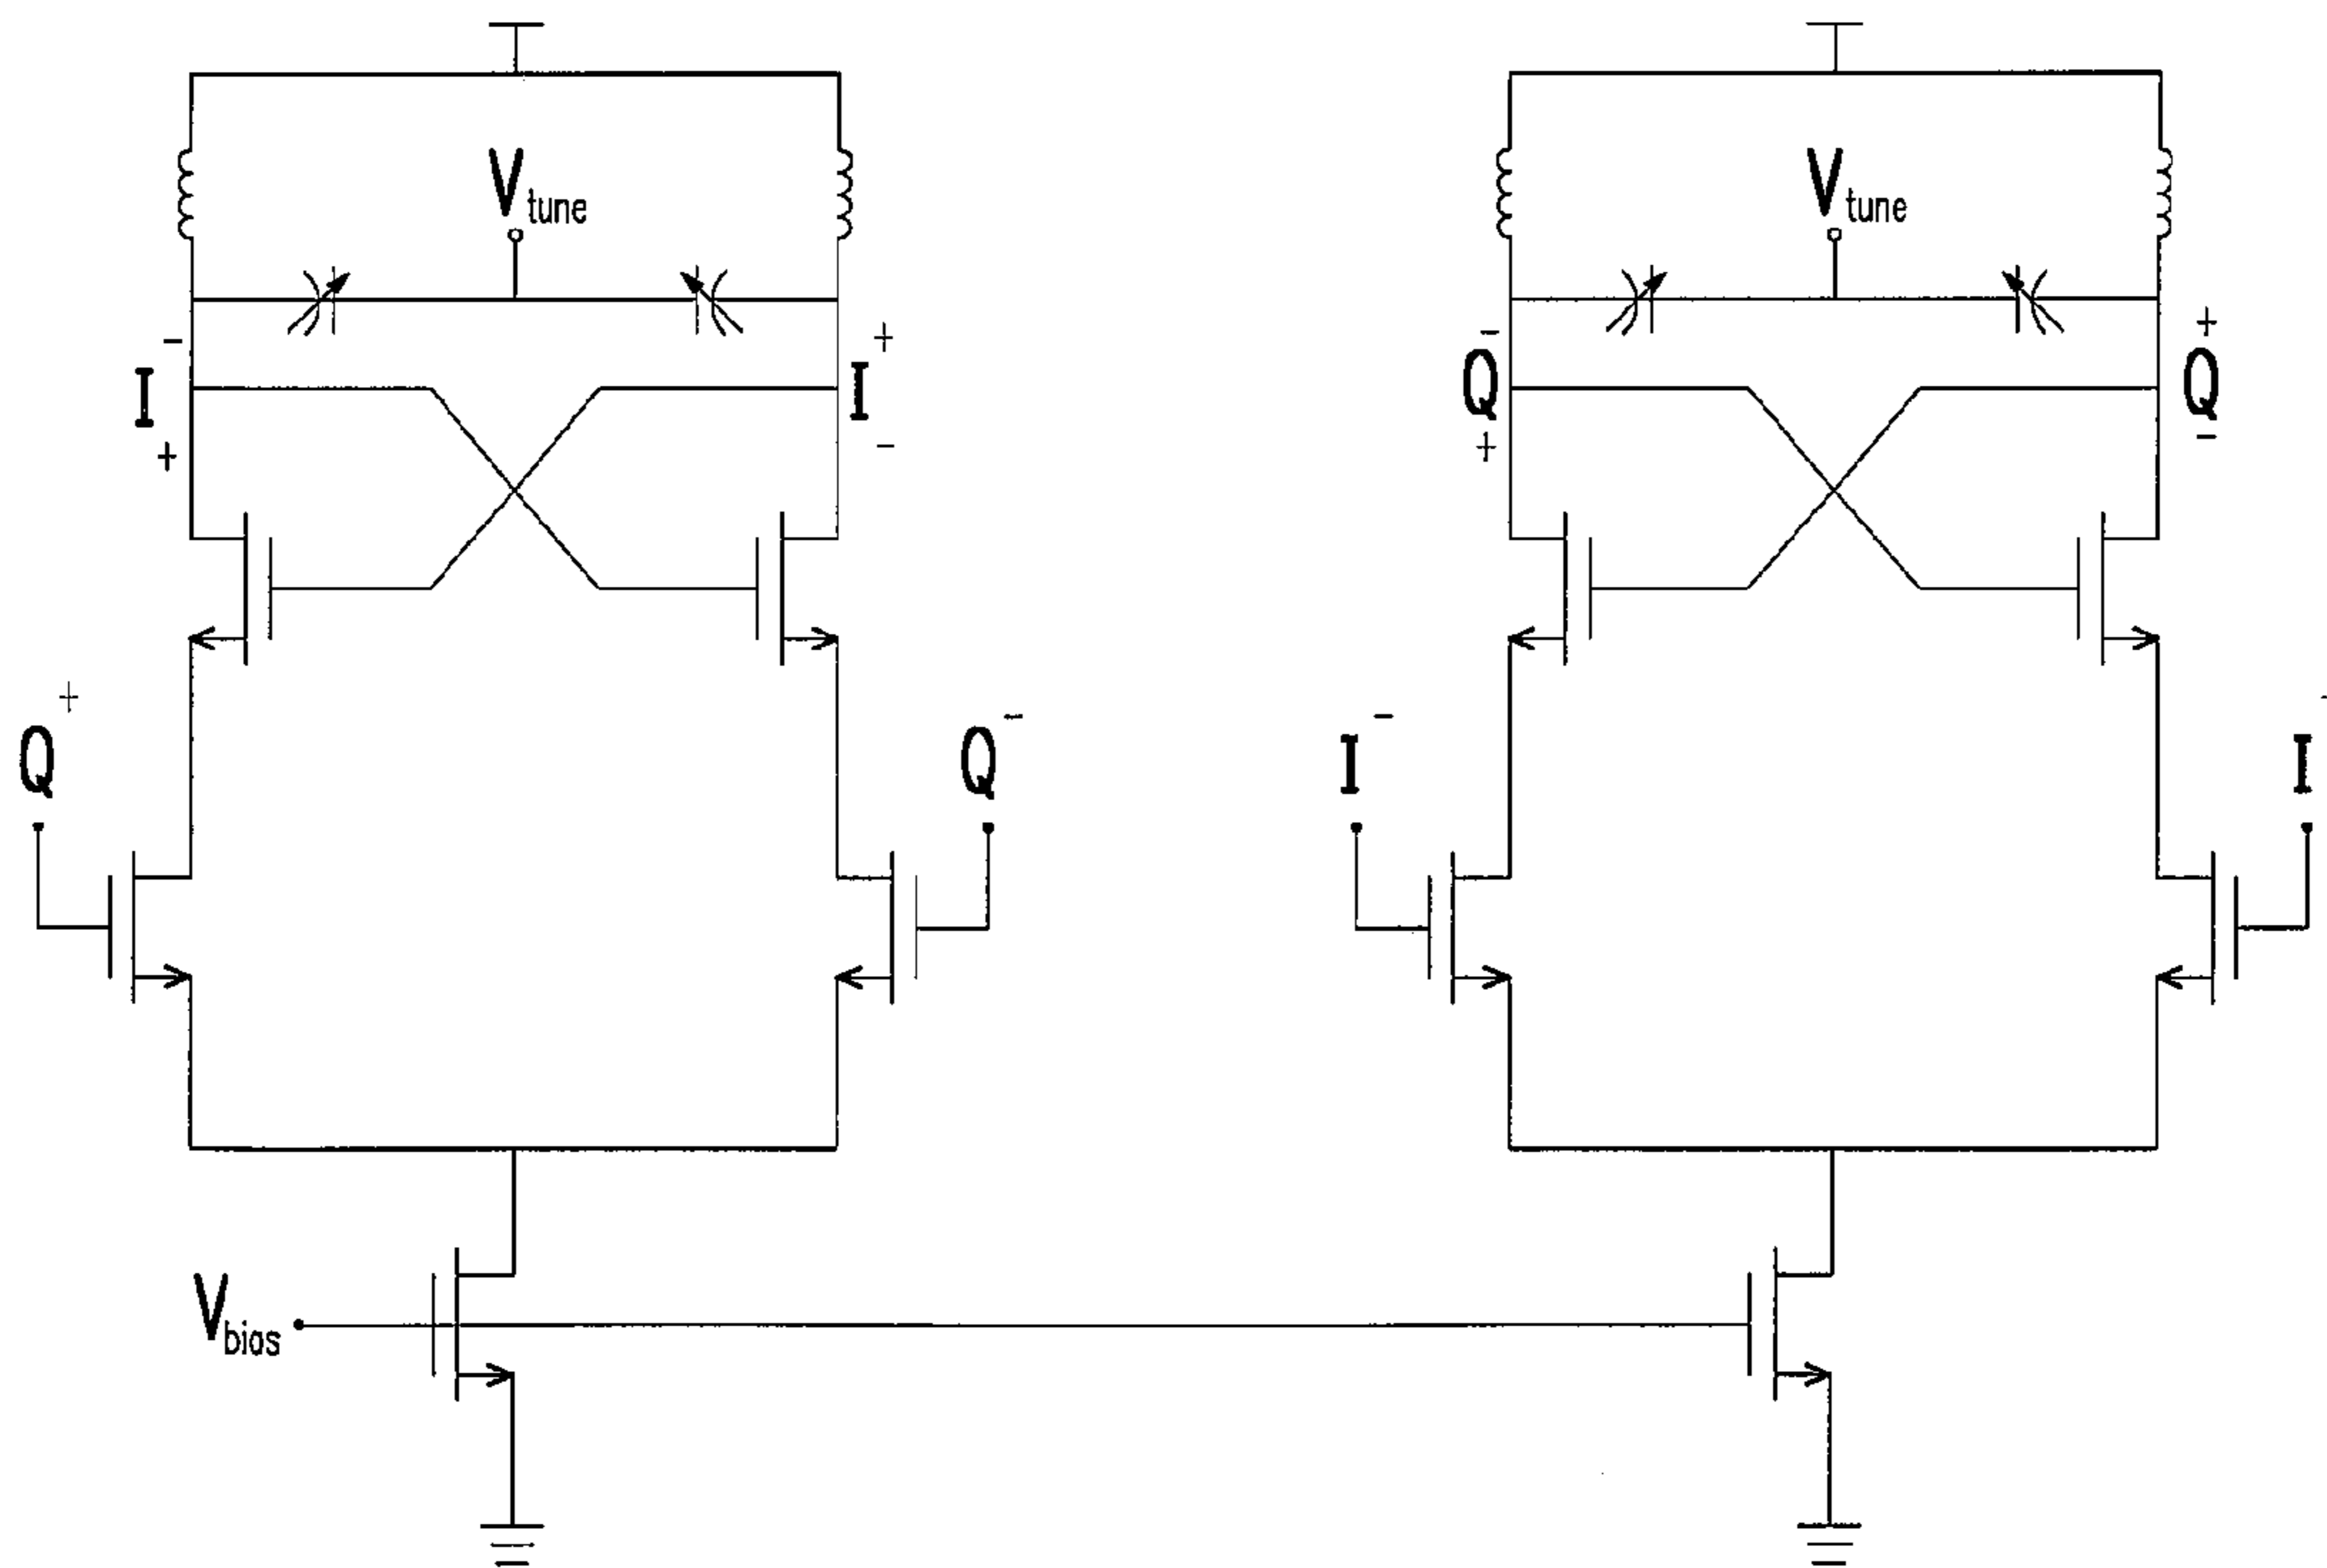 V_tune
V_tune
I^-
+
I^+
-
Q^-
+
Q^+
-
Q^+
Q^-
I^-
I
V_bias